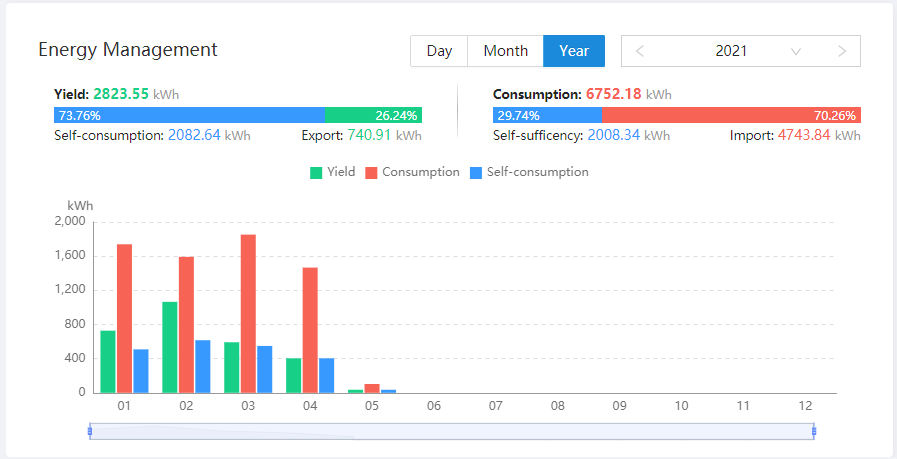 Energy Management
Day Month Year
2021
Yield: 2823.55 kWh
73.76% 26.24%
Self-consumption: 2082.64 kWh Export: 740.91 kWh
Consumption: 6752.18 kWh
29.74% 70.26%
Self-sufficency: 2008.34 kWh Import: 4743.84 kWh
Yield Consumption Self-consumption
kWh
2,000
1,600
1,200
800
400
0
01 02 03 04 05 06 07 08 09 10 11 12